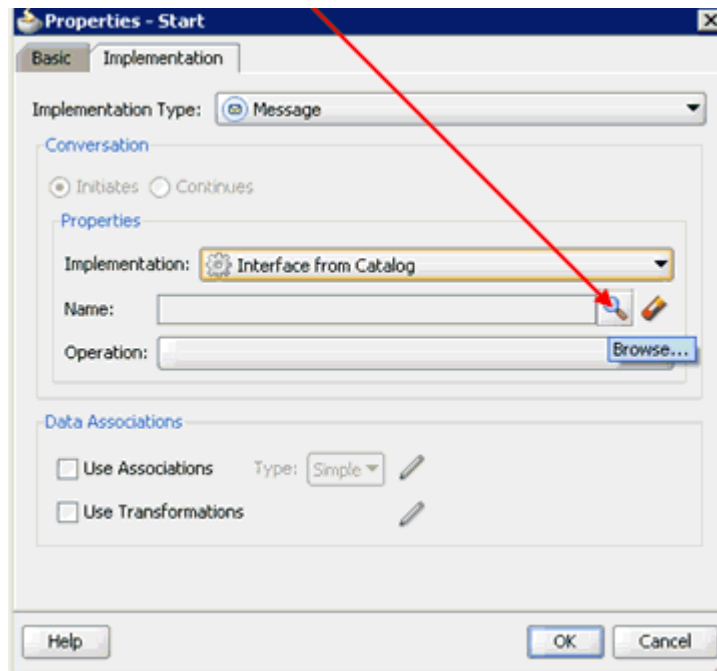 Properties - Start
Basic Implementation
Implementation Type: Message
Conversation
Initiates Continues
Properties
Implementation: Interface from Catalog
Name:
Browse...
Operation:
Data Associations
Use Associations Type: Simple
Use Transformations
Help OK Cancel